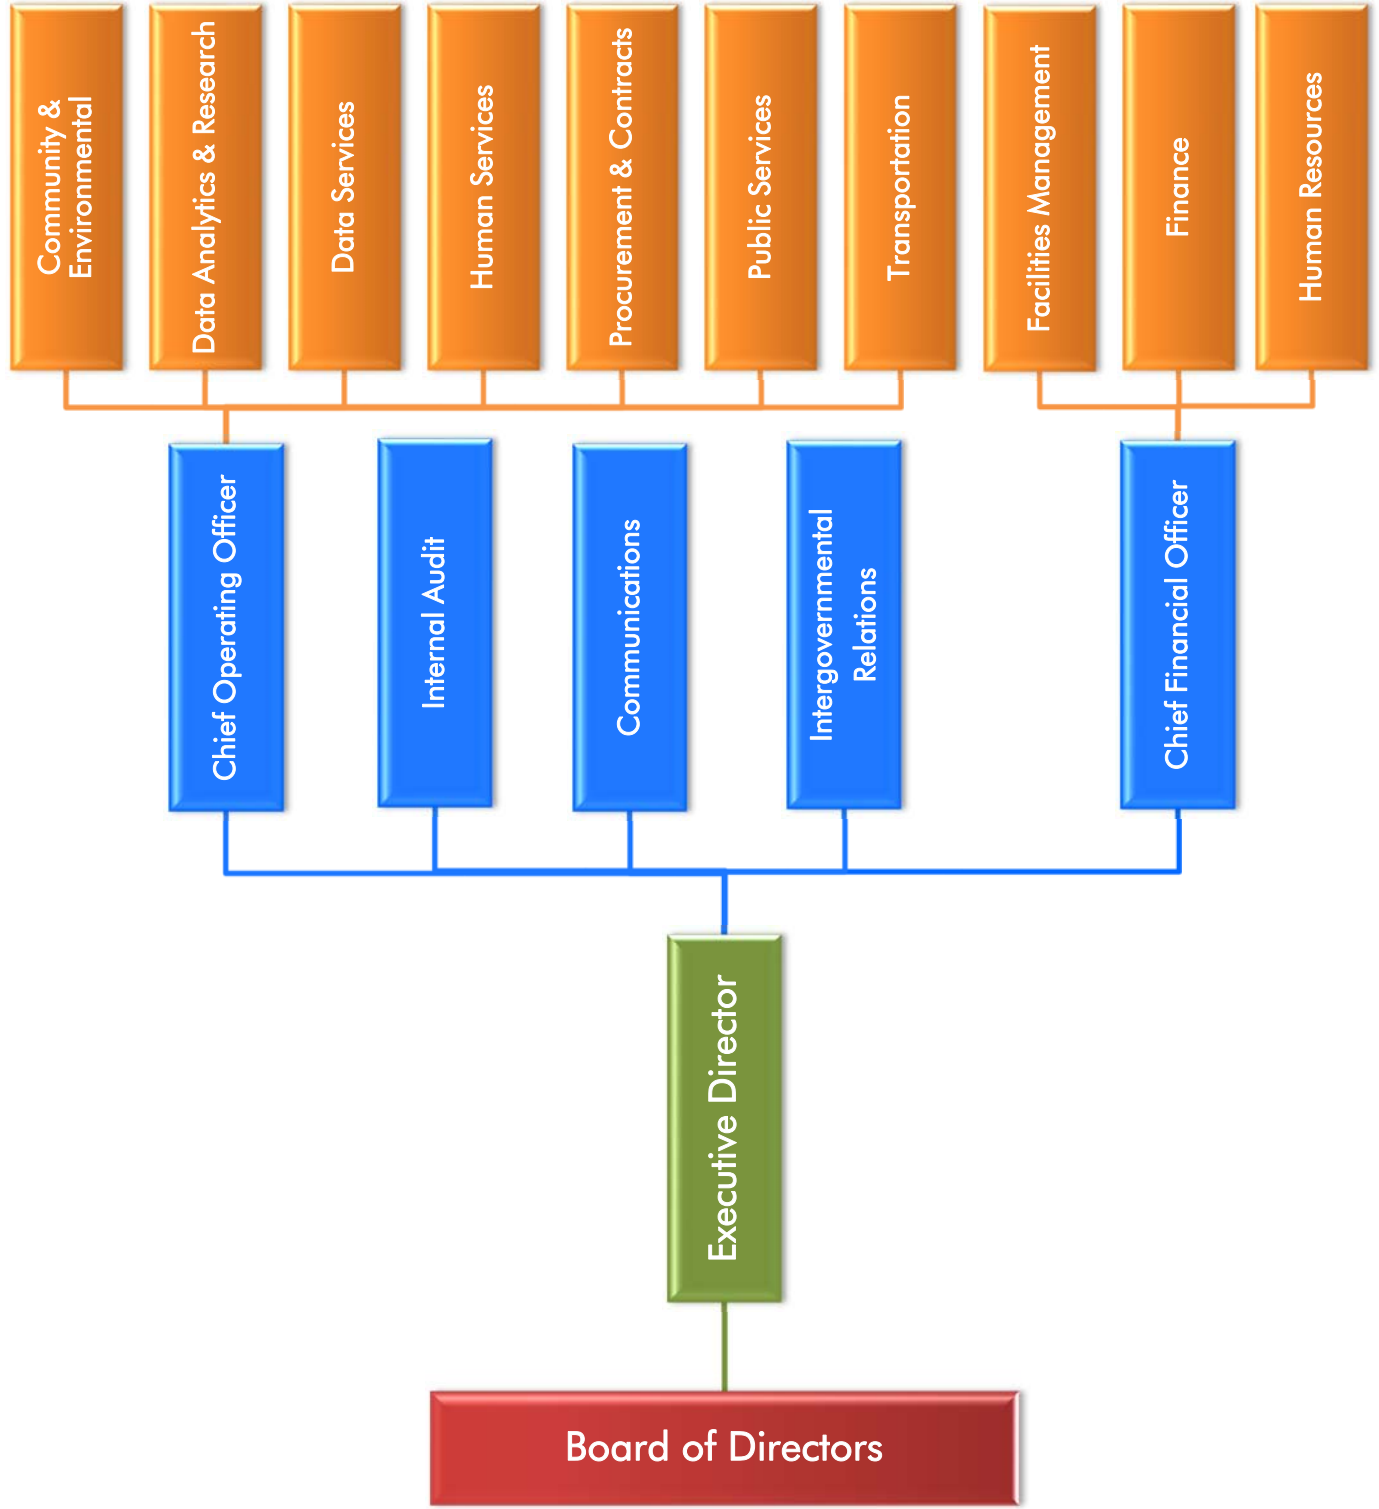 Community &
Environmental
Data Analytics & Research
Data Services
Human Services
Procurement & Contracts
Public Services
Transportation
Facilities Management
Finance
Human Resources
Chief Operating Officer
Internal Audit
Communications
Intergovernmental
Relations
Chief Financial Officer
Executive Director
Board of Directors